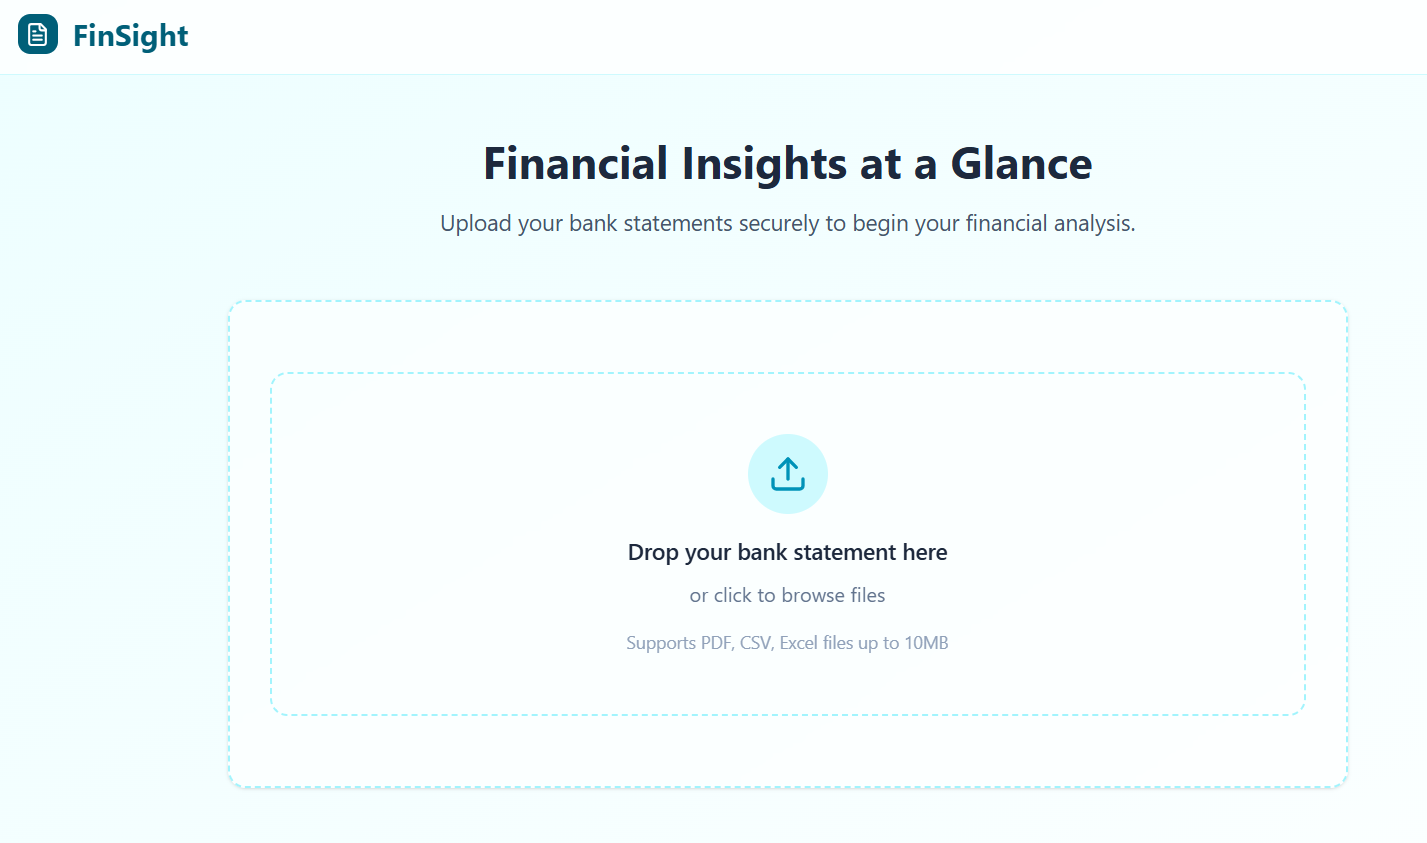 FinSight
Financial Insights at a Glance
Upload your bank statements securely to begin your financial analysis.
Drop your bank statement here
or click to browse files
Supports PDF, CSV, Excel files up to 10MB